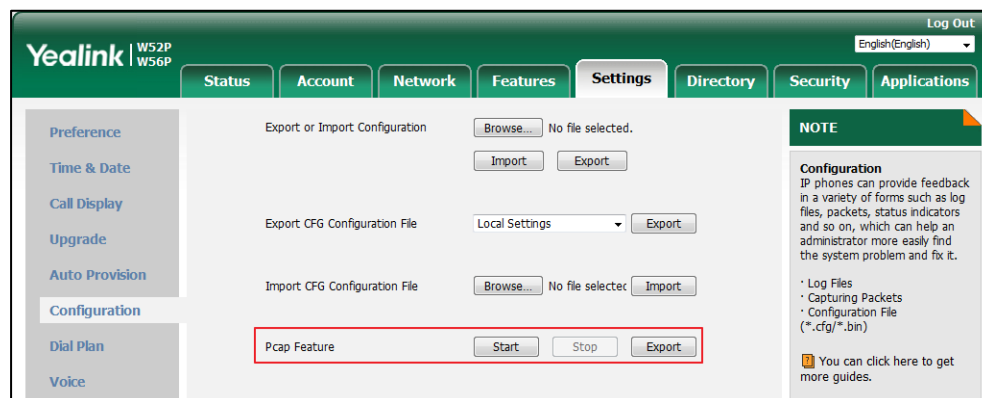 Log Out
Yealink | W52P
W56P
English(English)
Status Account Network Features Settings Directory Security Applications
Preference
Time & Date
Call Display
Upgrade
Auto Provision
Configuration
Dial Plan
Voice
Export or Import Configuration Browse... No file selected.
Import Export
Export CFG Configuration File Local Settings Export
Import CFG Configuration File Browse... No file selectec Import
Pcap Feature Start Stop Export
NOTE
Configuration
IP phones can provide feedback
in a variety of forms such as log
files, packets, status indicators
and so on, which can help an
administrator more easily find
the system problem and fix it.
· Log Files
· Capturing Packets
· Configuration File
(*.cfg/*.bin)
You can click here to get
more guides.